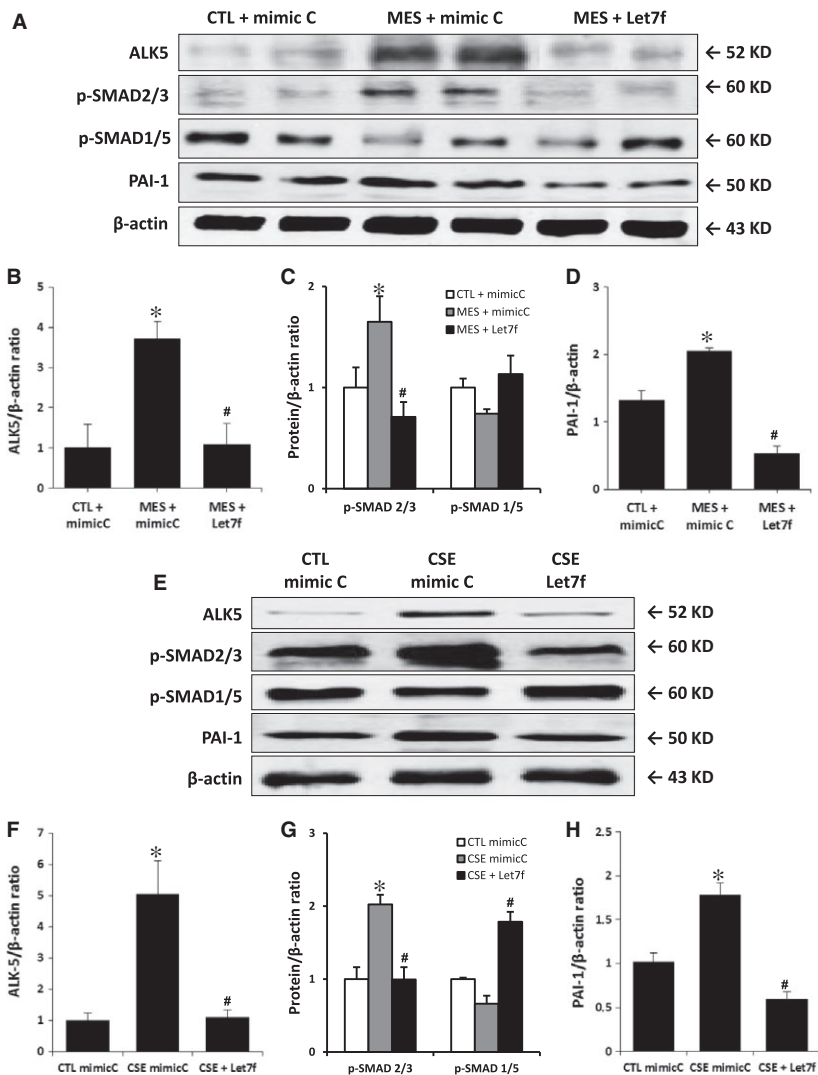 A
CTL + mimic C MES + mimic C MES + Let7f
ALK5 ← 52 KD
p-SMAD2/3 ← 60 KD
p-SMAD1/5 ← 60 KD
PAI-1 ← 50 KD
β-actin ← 43 KD
B
ALK5/β-actin ratio
5
4
3
2
1
0
*
#
CTL + mimicC
MES + mimicC
MES + Let7f
C
Protein/β-actin ratio
2
1
0
*
#
CTL + mimicC
MES + mimicC
MES + Let7f
p-SMAD 2/3 p-SMAD 1/5
D
PAI-1/β-actin
3
2
1
0
*
#
CTL + mimicC
MES + mimic C
MES + Let7f
E
CTL mimic C
CSE mimic C
CSE Let7f
ALK5 ← 52 KD
p-SMAD2/3 ← 60 KD
p-SMAD1/5 ← 60 KD
PAI-1 ← 50 KD
β-actin ← 43 KD
F
ALK-5/β-actin ratio
7
6
5
4
3
2
1
0
*
#
CTL mimicC CSE mimicC CSE + Let7f
G
Protein/β-actin ratio
3
2
1
0
*
#
#
CTL mimicC
CSE mimicC
CSE + Let7f
p-SMAD 2/3 p-SMAD 1/5
H
PAI-1/β-actin ratio
2.5
2
1.5
1
0.5
0
*
#
CTL mimicC CSE mimicC CSE + Let7f